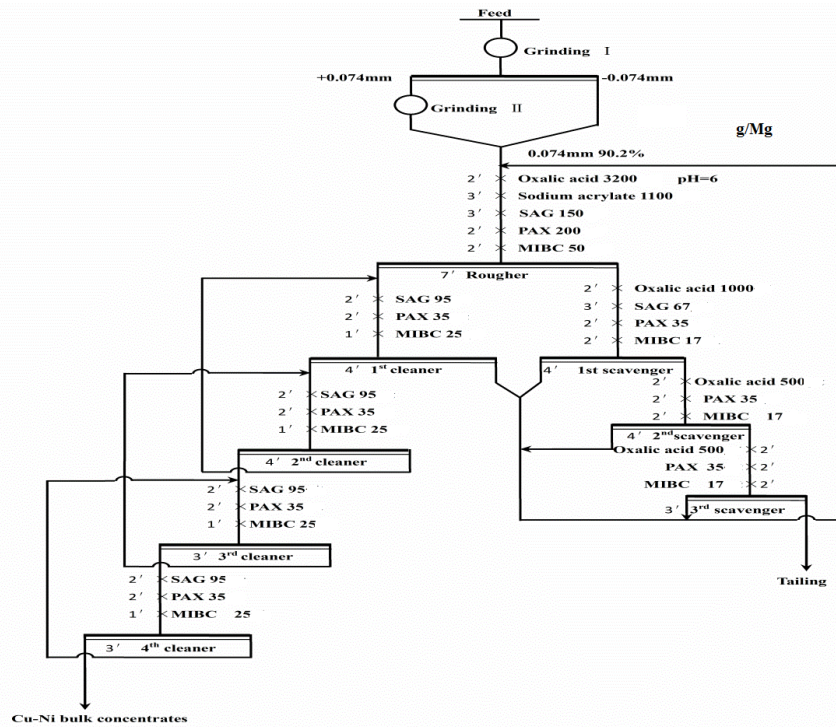 Feed
Grinding Ⅰ
+0.074mm
-0.074mm
Grinding Ⅱ
g/Mg
0.074mm 90.2%
2′ Oxalic acid 3200 pH=6
3′ Sodium acrylate 1100
3′ SAG 150
2′ PAX 200
2′ MIBC 50
7′ Rougher
2′ SAG 95
2′ PAX 35
1′ MIBC 25
2′ Oxalic acid 1000
3′ SAG 67
2′ PAX 35
2′ MIBC 17
4′ 1st cleaner
4′ 1st scavenger
2′ SAG 95
2′ PAX 35
1′ MIBC 25
2′ Oxalic acid 500
2′ PAX 35
2′ MIBC 17
4′ 2nd cleaner
4′ 2nd scavenger
Oxalic acid 500 2′
PAX 35 2′
MIBC 17 2′
2′ SAG 95
2′ PAX 35
1′ MIBC 25
3′ 3rd scavenger
3′ 3rd cleaner
Tailing
2′ SAG 95
2′ PAX 35
1′ MIBC 25
3′ 4th cleaner
Cu-Ni bulk concentrates